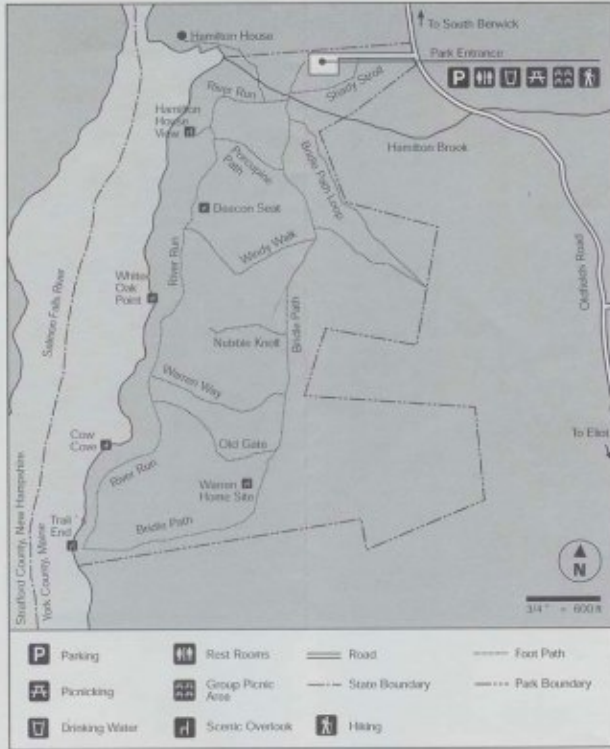 To South Berwick
Hamilton House
Park Entrance
P
Shady Stroll
River Run
Hamilton
House
View
Hamilton Brook
Porcupine
Path
Bridle Path Loop
Deacon Seat
Windy Walk
River Run
Oldfields Road
White
Oak
Point
Salmon Falls River
Bridle Path
Nubble Knoll
Warren Way
To Eliot
Cow
Cove
Old Gate
River Run
Warren
Home Site
Trail
End
Bridle Path
Strafford County, New Hampshire
York County, Maine
N
3/4" = 600 ft
P Parking
Rest Rooms
Road
Foot Path
Picnicking
Group Picnic
Area
State Boundary
Park Boundary
Drinking Water
Scenic Overlook
Hiking